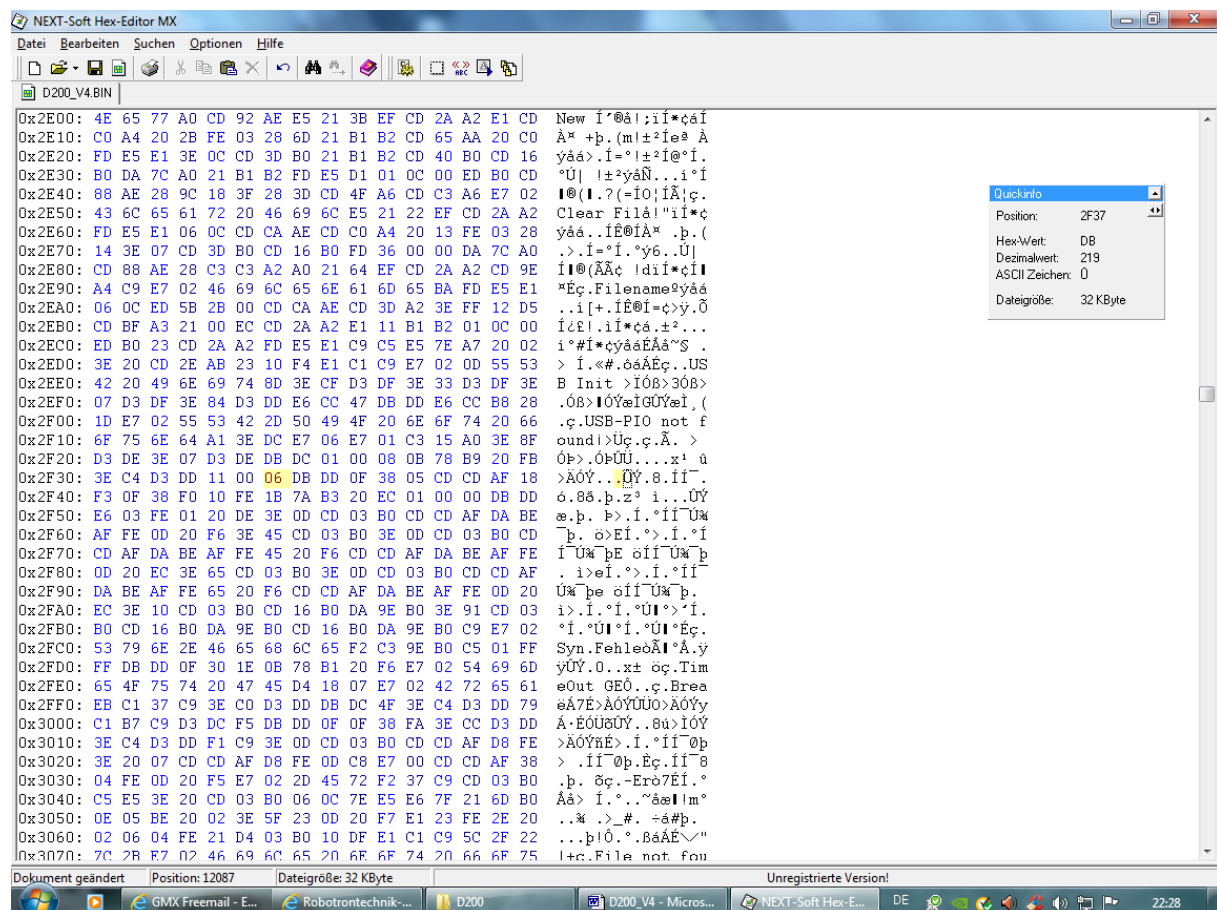 NEXT-Soft Hex-Editor MX
Datei Bearbeiten Suchen Optionen Hilfe
D200_V4.BIN
0x2E00: 4E 65 77 A0 CD 92 AE E5 21 3B EF CD 2A A2 E1 CD
0x2E10: C0 A4 20 2B FE 03 28 6D 21 B1 B2 CD 65 AA 20 C0
0x2E20: FD E5 E1 3E 0C CD 3D B0 21 B1 B2 CD 40 B0 CD 16
0x2E30: B0 DA 7C A0 21 B1 B2 FD E5 D1 01 0C 00 ED B0 CD
0x2E40: 88 AE 28 9C 18 3F 28 3D CD 4F A6 CD C3 A6 E7 02
0x2E50: 43 6C 65 61 72 20 46 69 6C E5 21 22 EF CD 2A A2
0x2E60: FD E5 E1 06 0C CD CA AE CD C0 A4 20 13 FE 03 28
0x2E70: 14 3E 07 CD 3D B0 CD 16 B0 FD 36 00 00 DA 7C A0
0x2E80: CD 88 AE 28 C3 C3 A2 A0 21 64 EF CD 2A A2 CD 9E
0x2E90: A4 C9 E7 02 46 69 6C 65 6E 61 6D 65 BA FD E5 E1
0x2EA0: 06 0C ED 5B 2B 00 CD CA AE CD 3D A2 3E FF 12 D5
0x2EB0: CD BF A3 21 00 EC CD 2A A2 E1 11 B1 B2 01 0C 00
0x2EC0: ED B0 23 CD 2A A2 FD E5 E1 C9 C5 E5 7E A7 20 02
0x2ED0: 3E 20 CD 2E AB 23 10 F4 E1 C1 C9 E7 02 0D 55 53
0x2EE0: 42 20 49 6E 69 74 8D 3E CF D3 DF 3E 33 D3 DF 3E
0x2EF0: 07 D3 DF 3E 84 D3 DD E6 CC 47 DB DD E6 CC B8 28
0x2F00: 1D E7 02 55 53 42 2D 50 49 4F 20 6E 6F 74 20 66
0x2F10: 6F 75 6E 64 A1 3E DC E7 06 E7 01 C3 15 A0 3E 8F
0x2F20: D3 DE 3E 07 D3 DE DB DC 01 00 08 0B 78 B9 20 FB
0x2F30: 3E C4 D3 DD 11 00 06 DB DD 0F 38 05 CD CD AF 18
0x2F40: F3 0F 38 F0 10 FE 1B 7A B3 20 EC 01 00 00 DB DD
0x2F50: E6 03 FE 01 20 DE 3E 0D CD 03 B0 CD CD AF DA BE
0x2F60: AF FE 0D 20 F6 3E 45 CD 03 B0 3E 0D CD 03 B0 CD
0x2F70: CD AF DA BE AF FE 45 20 F6 CD CD AF DA BE AF FE
0x2F80: 0D 20 EC 3E 65 CD 03 B0 3E 0D CD 03 B0 CD CD AF
0x2F90: DA BE AF FE 65 20 F6 CD CD AF DA BE AF FE 0D 20
0x2FA0: EC 3E 10 CD 03 B0 CD 16 B0 DA 9E B0 3E 91 CD 03
0x2FB0: B0 CD 16 B0 DA 9E B0 CD 16 B0 DA 9E B0 C9 E7 02
0x2FC0: 53 79 6E 2E 46 65 68 6C 65 F2 C3 9E B0 C5 01 FF
0x2FD0: FF DB DD 0F 30 1E 0B 78 B1 20 F6 E7 02 54 69 6D
0x2FE0: 65 4F 75 74 20 47 45 D4 18 07 E7 02 42 72 65 61
0x2FF0: EB C1 37 C9 3E C0 D3 DD DB DC 4F 3E C4 D3 DD 79
0x3000: C1 B7 C9 D3 DC F5 DB DD 0F 0F 38 FA 3E CC D3 DD
0x3010: 3E C4 D3 DD F1 C9 3E 0D CD 03 B0 CD CD AF D8 FE
0x3020: 3E 20 07 CD CD AF D8 FE 0D C8 E7 00 CD CD AF 38
0x3030: 04 FE 0D 20 F5 E7 02 2D 45 72 F2 37 C9 CD 03 B0
0x3040: C5 E5 3E 20 CD 03 B0 06 0C 7E E5 E6 7F 21 6D B0
0x3050: 0E 05 BE 20 02 3E 5F 23 0D 20 F7 E1 23 FE 2E 20
0x3060: 02 06 04 FE 21 D4 03 B0 10 DF E1 C1 C9 5C 2F 22
0x3070: 7C 2B E7 02 46 69 6C 65 20 6E 6F 74 20 66 6F 75
Quickinfo
Position: 2F37
Hex-Wert: DB
Dezimalwert: 219
ASCII Zeichen: Û
Dateigröße: 32 KByte
Dokument geändert Position: 12087 Dateigröße: 32 KByte Unregistrierte Version!
GMX Freemail - E... Robotrontechnik-... D200 D200_V4 - Micros... NEXT-Soft Hex-E... DE 22:28